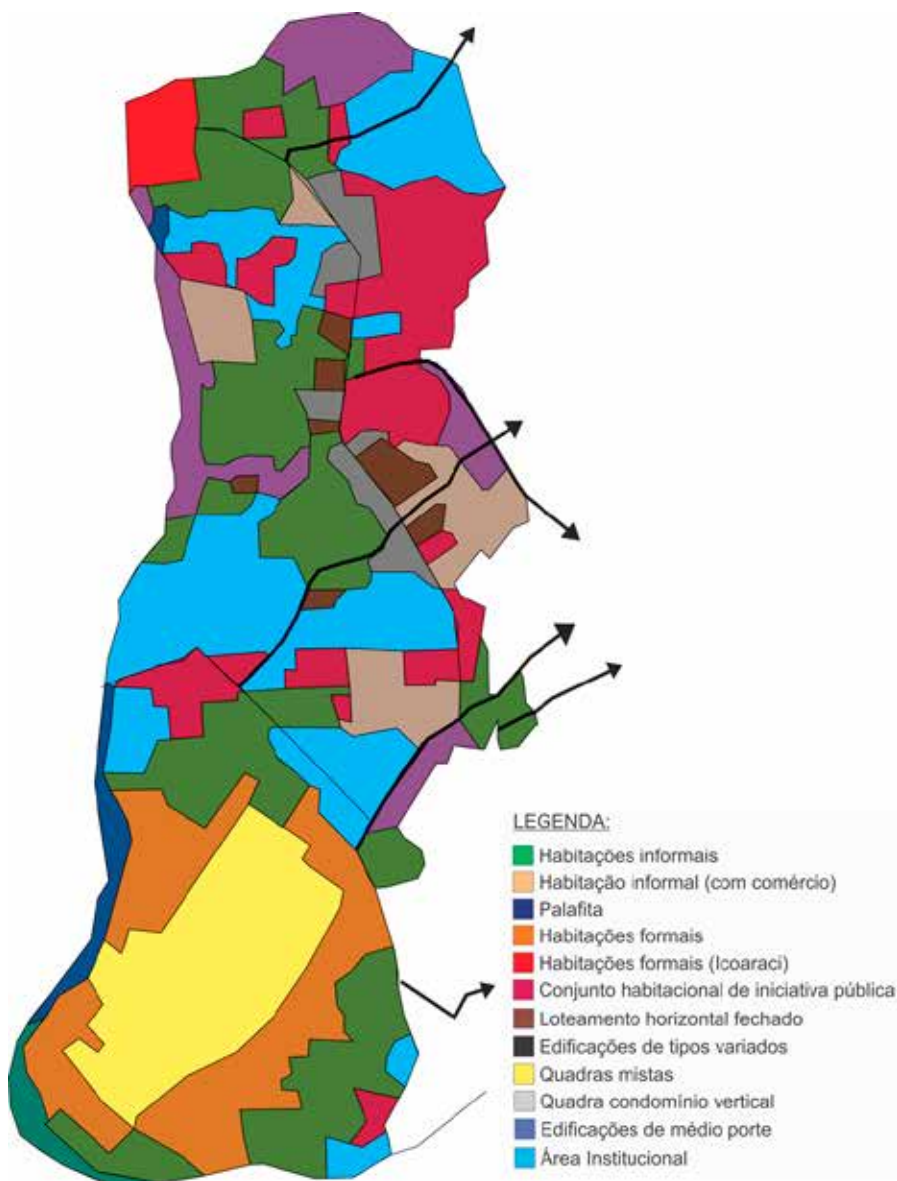 LEGENDA:
Habitações informais
Habitação informal (com comércio)
Palafita
Habitações formais
Habitações formais (Icoaraci)
Conjunto habitacional de iniciativa pública
Loteamento horizontal fechado
Edificações de tipos variados
Quadras mistas
Quadra condomínio vertical
Edificações de médio porte
Área Institucional